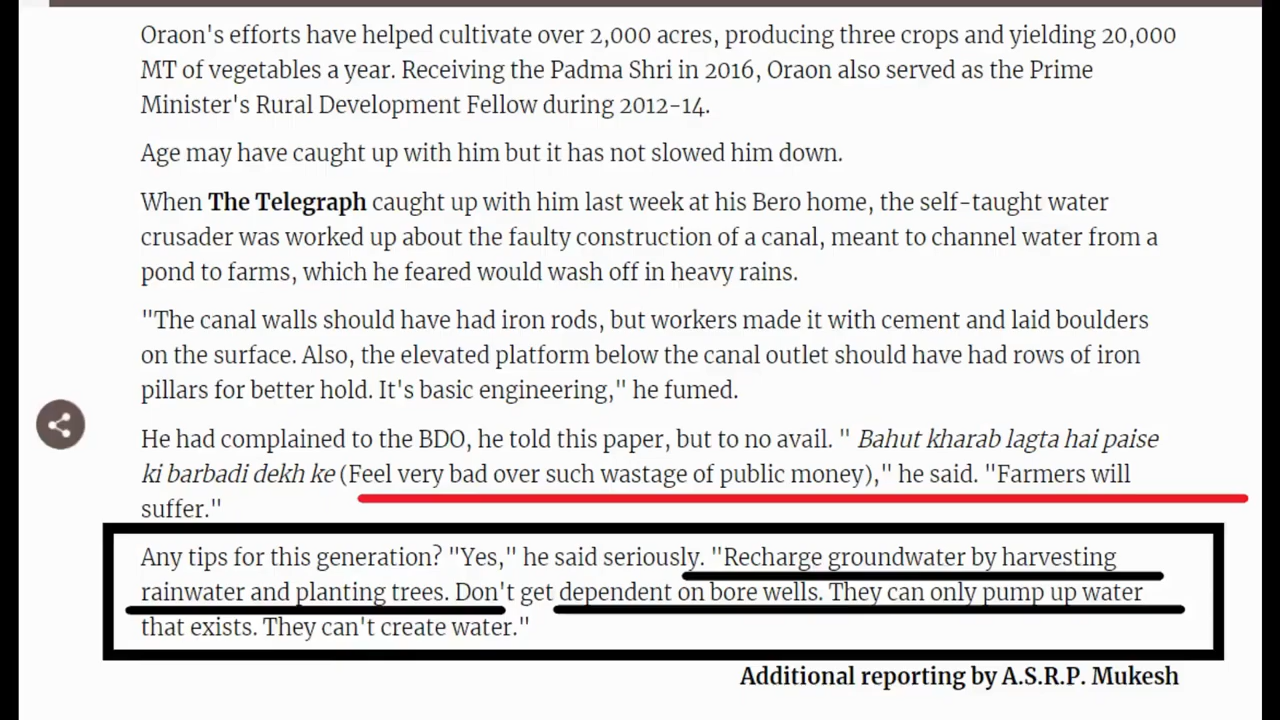 Oraon's efforts have helped cultivate over 2,000 acres, producing three crops and yielding 20,000
MT of vegetables a year. Receiving the Padma Shri in 2016, Oraon also served as the Prime
Minister's Rural Development Fellow during 2012-14.
Age may have caught up with him but it has not slowed him down.
When The Telegraph caught up with him last week at his Bero home, the self-taught water
crusader was worked up about the faulty construction of a canal, meant to channel water from a
pond to farms, which he feared would wash off in heavy rains.
"The canal walls should have had iron rods, but workers made it with cement and laid boulders
on the surface. Also, the elevated platform below the canal outlet should have had rows of iron
pillars for better hold. It's basic engineering," he fumed.
He had complained to the BDO, he told this paper, but to no avail. " Bahut kharab lagta hai paise
ki barbadi dekh ke (Feel very bad over such wastage of public money)," he said. "Farmers will
suffer."
Any tips for this generation? "Yes," he said seriously. "Recharge groundwater by harvesting
rainwater and planting trees. Don't get dependent on bore wells. They can only pump up water
that exists. They can't create water."
Additional reporting by A.S.R.P. Mukesh